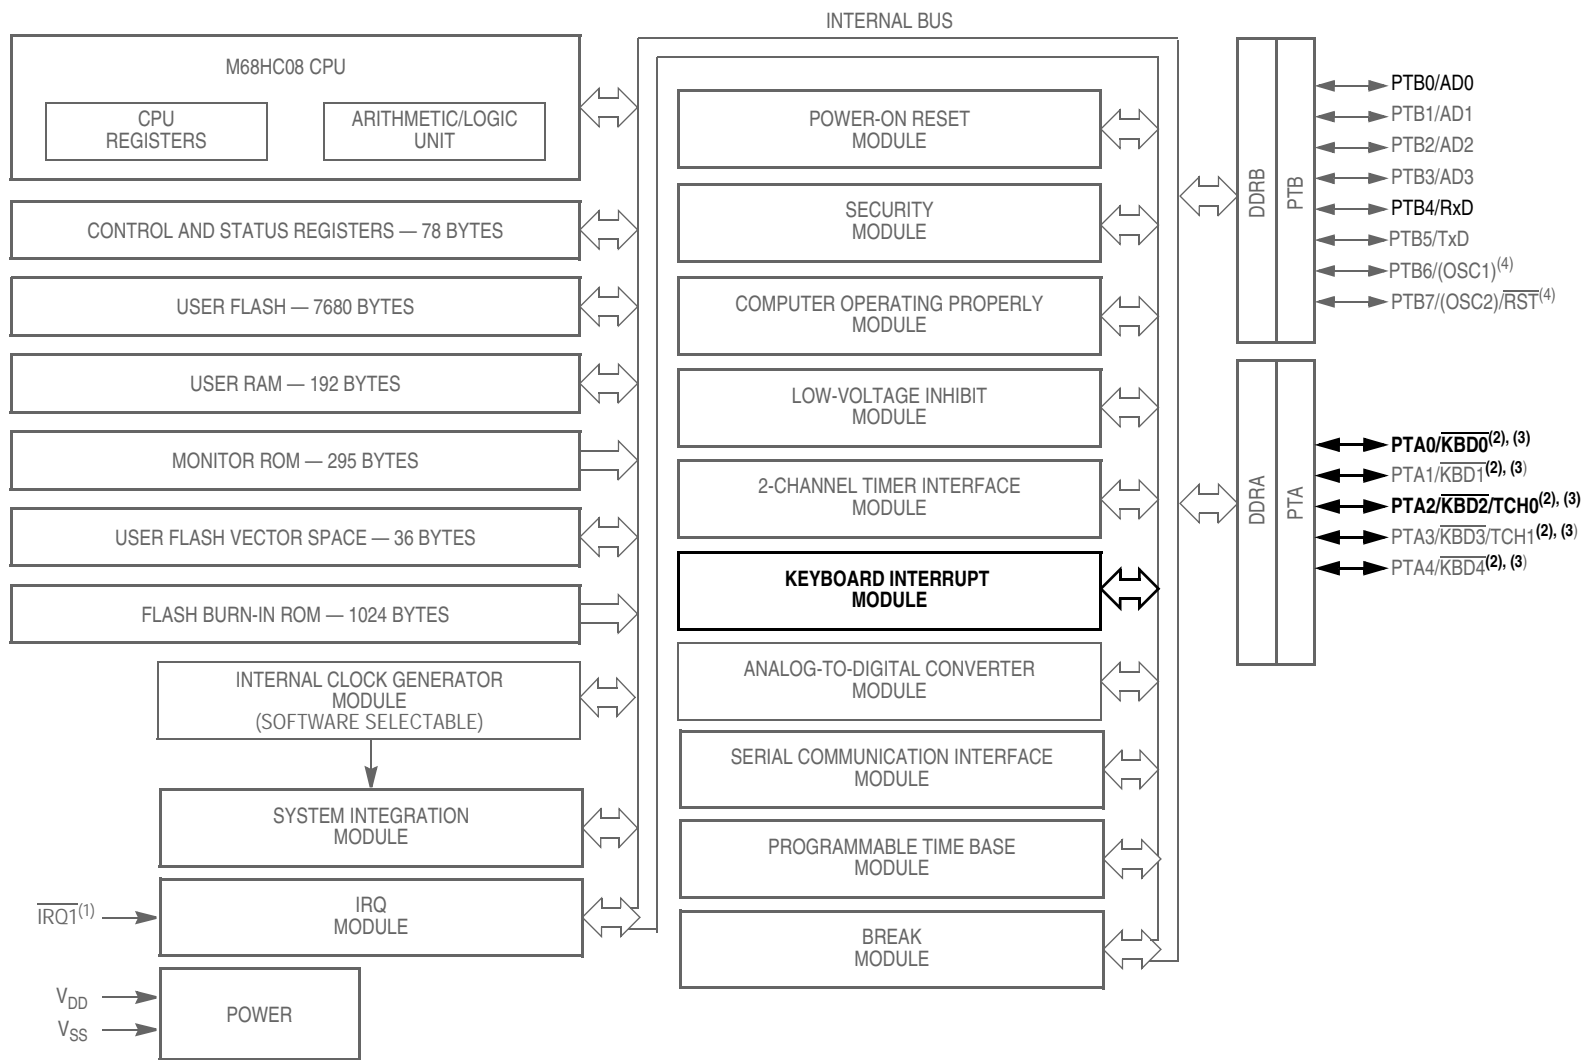 INTERNAL BUS
M68HC08 CPU
CPU
REGISTERS
ARITHMETIC/LOGIC
UNIT
CONTROL AND STATUS REGISTERS — 78 BYTES
USER FLASH — 7680 BYTES
USER RAM — 192 BYTES
MONITOR ROM — 295 BYTES
USER FLASH VECTOR SPACE — 36 BYTES
FLASH BURN-IN ROM — 1024 BYTES
INTERNAL CLOCK GENERATOR
MODULE
(SOFTWARE SELECTABLE)
SYSTEM INTEGRATION
MODULE
IRQ1(1)
IRQ
MODULE
VDD
VSS
POWER
POWER-ON RESET
MODULE
SECURITY
MODULE
COMPUTER OPERATING PROPERLY
MODULE
LOW-VOLTAGE INHIBIT
MODULE
2-CHANNEL TIMER INTERFACE
MODULE
KEYBOARD INTERRUPT
MODULE
ANALOG-TO-DIGITAL CONVERTER
MODULE
SERIAL COMMUNICATION INTERFACE
MODULE
PROGRAMMABLE TIME BASE
MODULE
BREAK
MODULE
DDRB
PTB
PTB0/AD0
PTB1/AD1
PTB2/AD2
PTB3/AD3
PTB4/RxD
PTB5/TxD
PTB6/(OSC1)(4)
PTB7/(OSC2)/RST(4)
DDRA
PTA
PTA0/KBD0(2), (3)
PTA1/KBD1(2), (3)
PTA2/KBD2/TCH0(2), (3)
PTA3/KBD3/TCH1(2), (3)
PTA4/KBD4(2), (3)